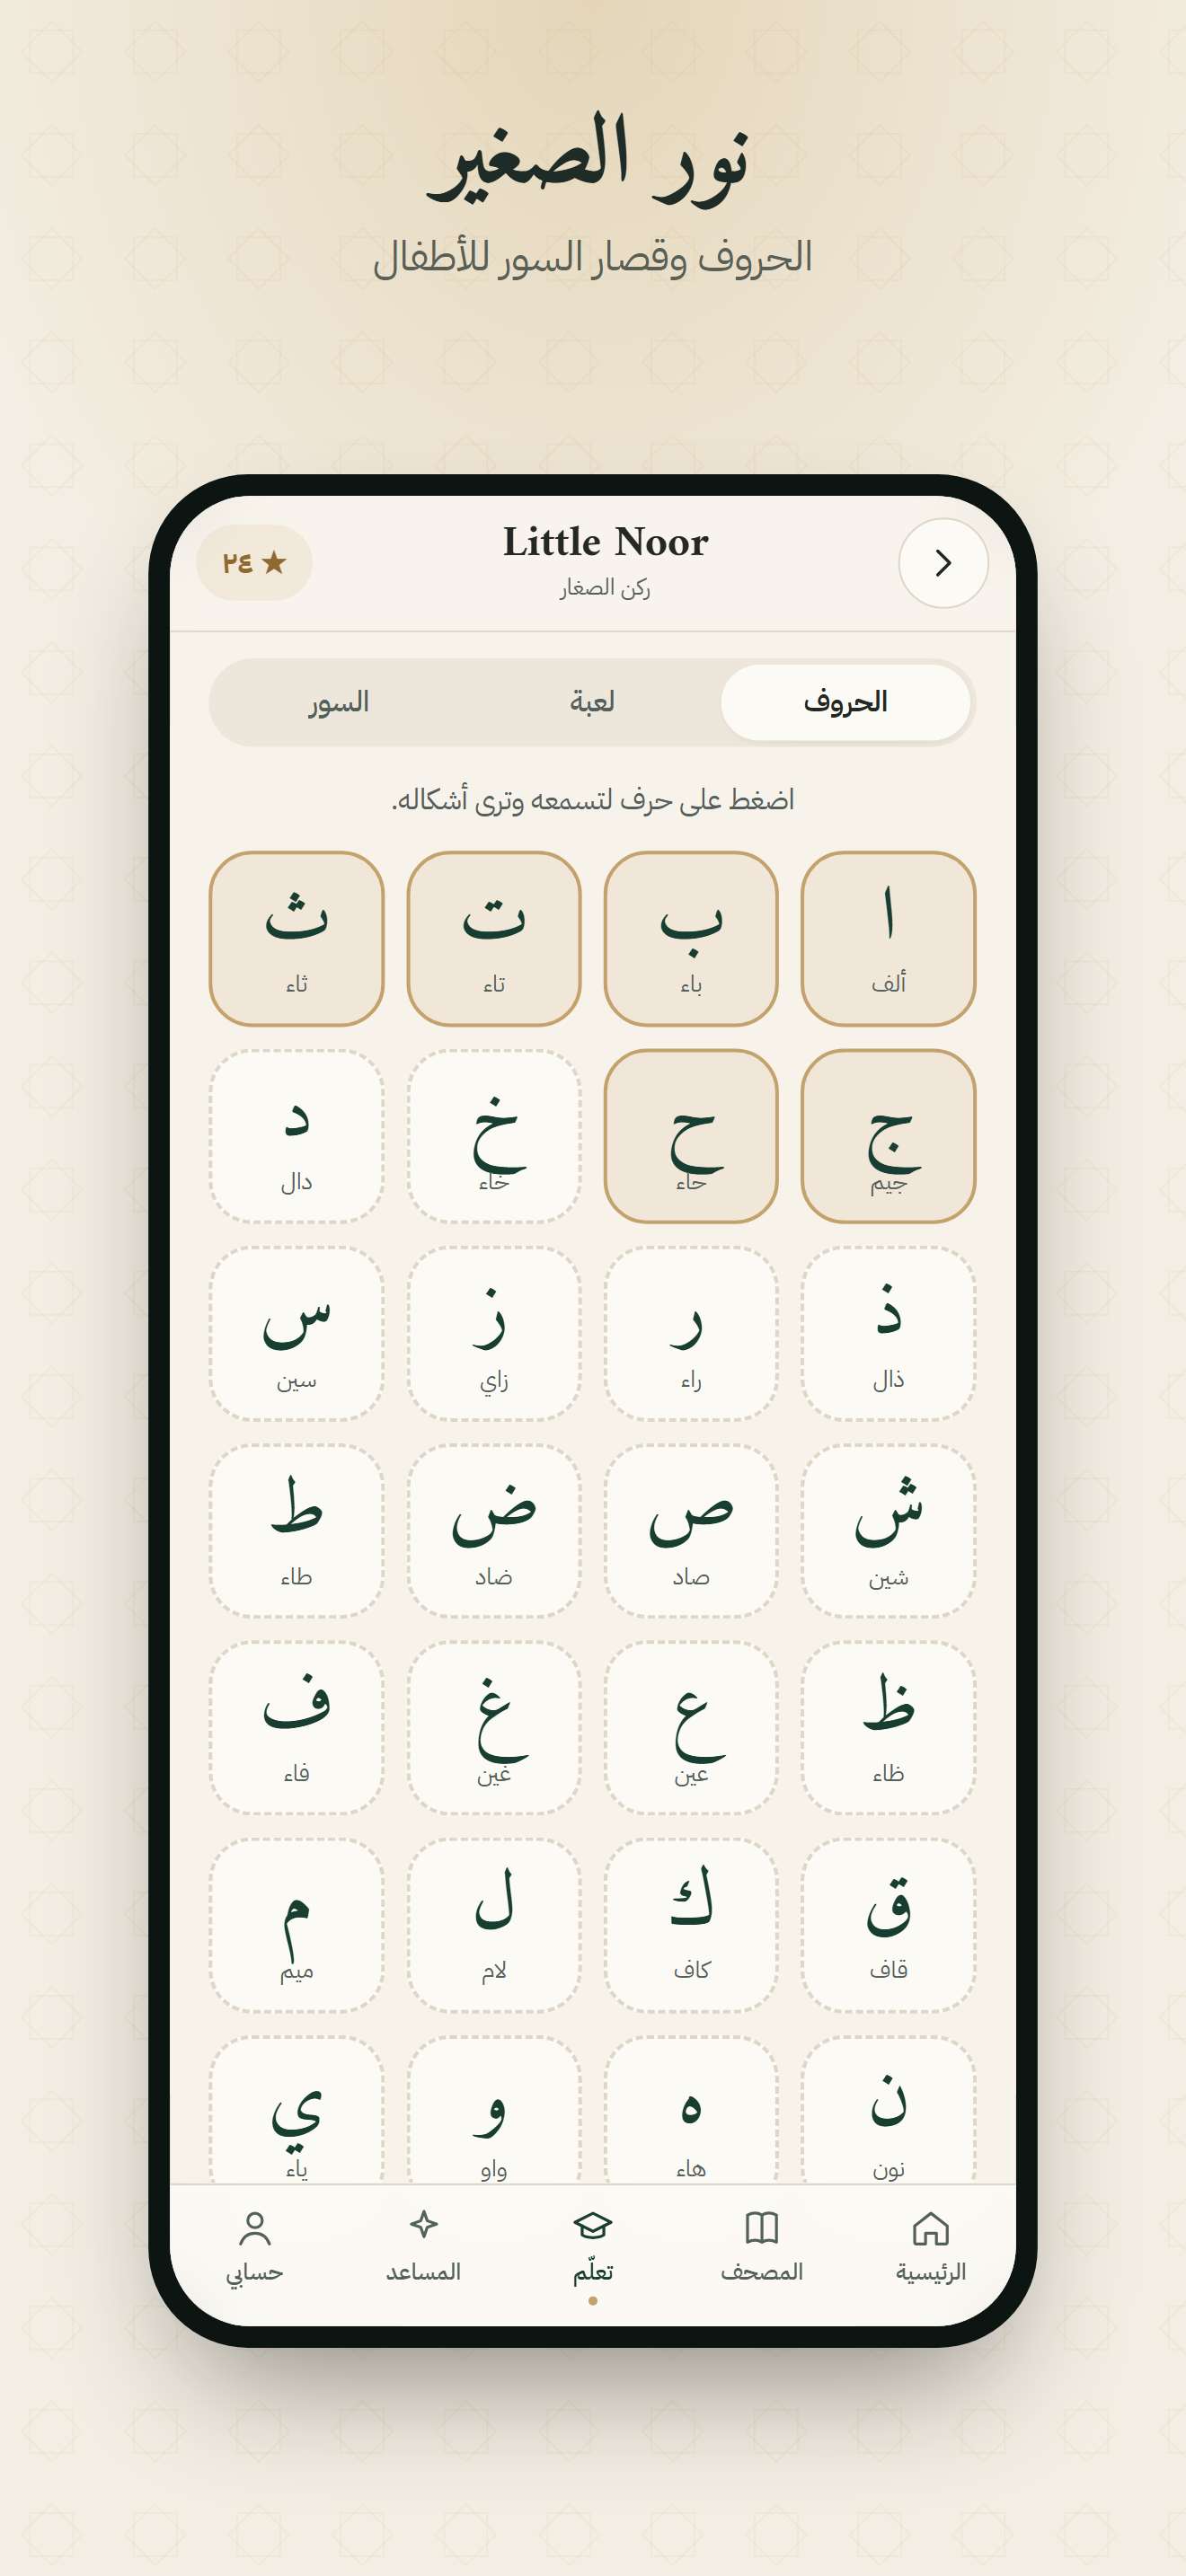 نور الصغير
الحروف وقصار السور للأطفال
Little Noor
ركن الصغار
★ ٢٤
الحروف لعبة السور
اضغط على حرف لتسمعه وترى أشكاله.
ا ب ت ث
ألف باء تاء ثاء
ج ح خ د
جيم حاء خاء دال
ذ ر ز س
ذال راء زاي سين
ش ص ض ط
شين صاد ضاد طاء
ظ ع غ ف
ظاء عين غين فاء
ق ك ل م
قاف كاف لام ميم
ن ه و ي
نون هاء واو ياء
الرئيسية المصحف تعلّم المساعد حسابي